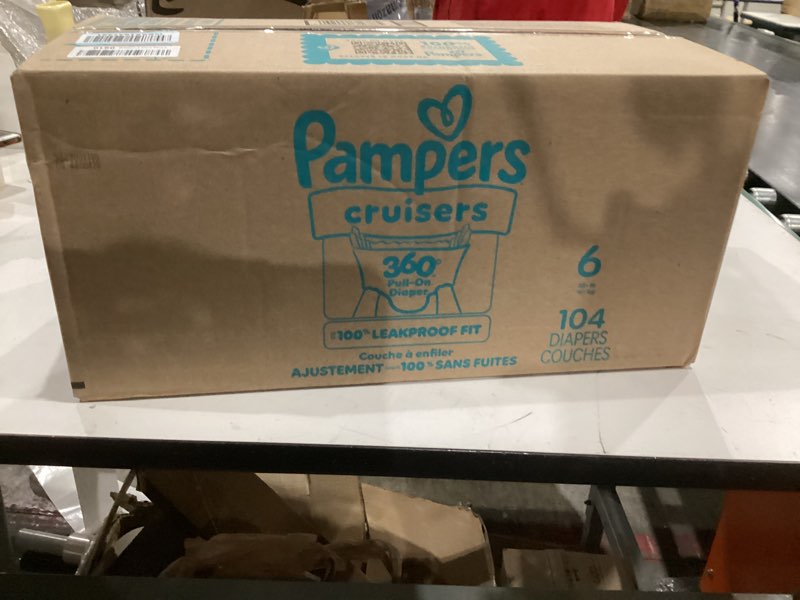 Pampers
cruisers
360°
Pull-On
Diaper
100% LEAKPROOF FIT
Couche à enfiler
AJUSTEMENT 100% SANS FUITES
6
104
DIAPERS
COUCHES